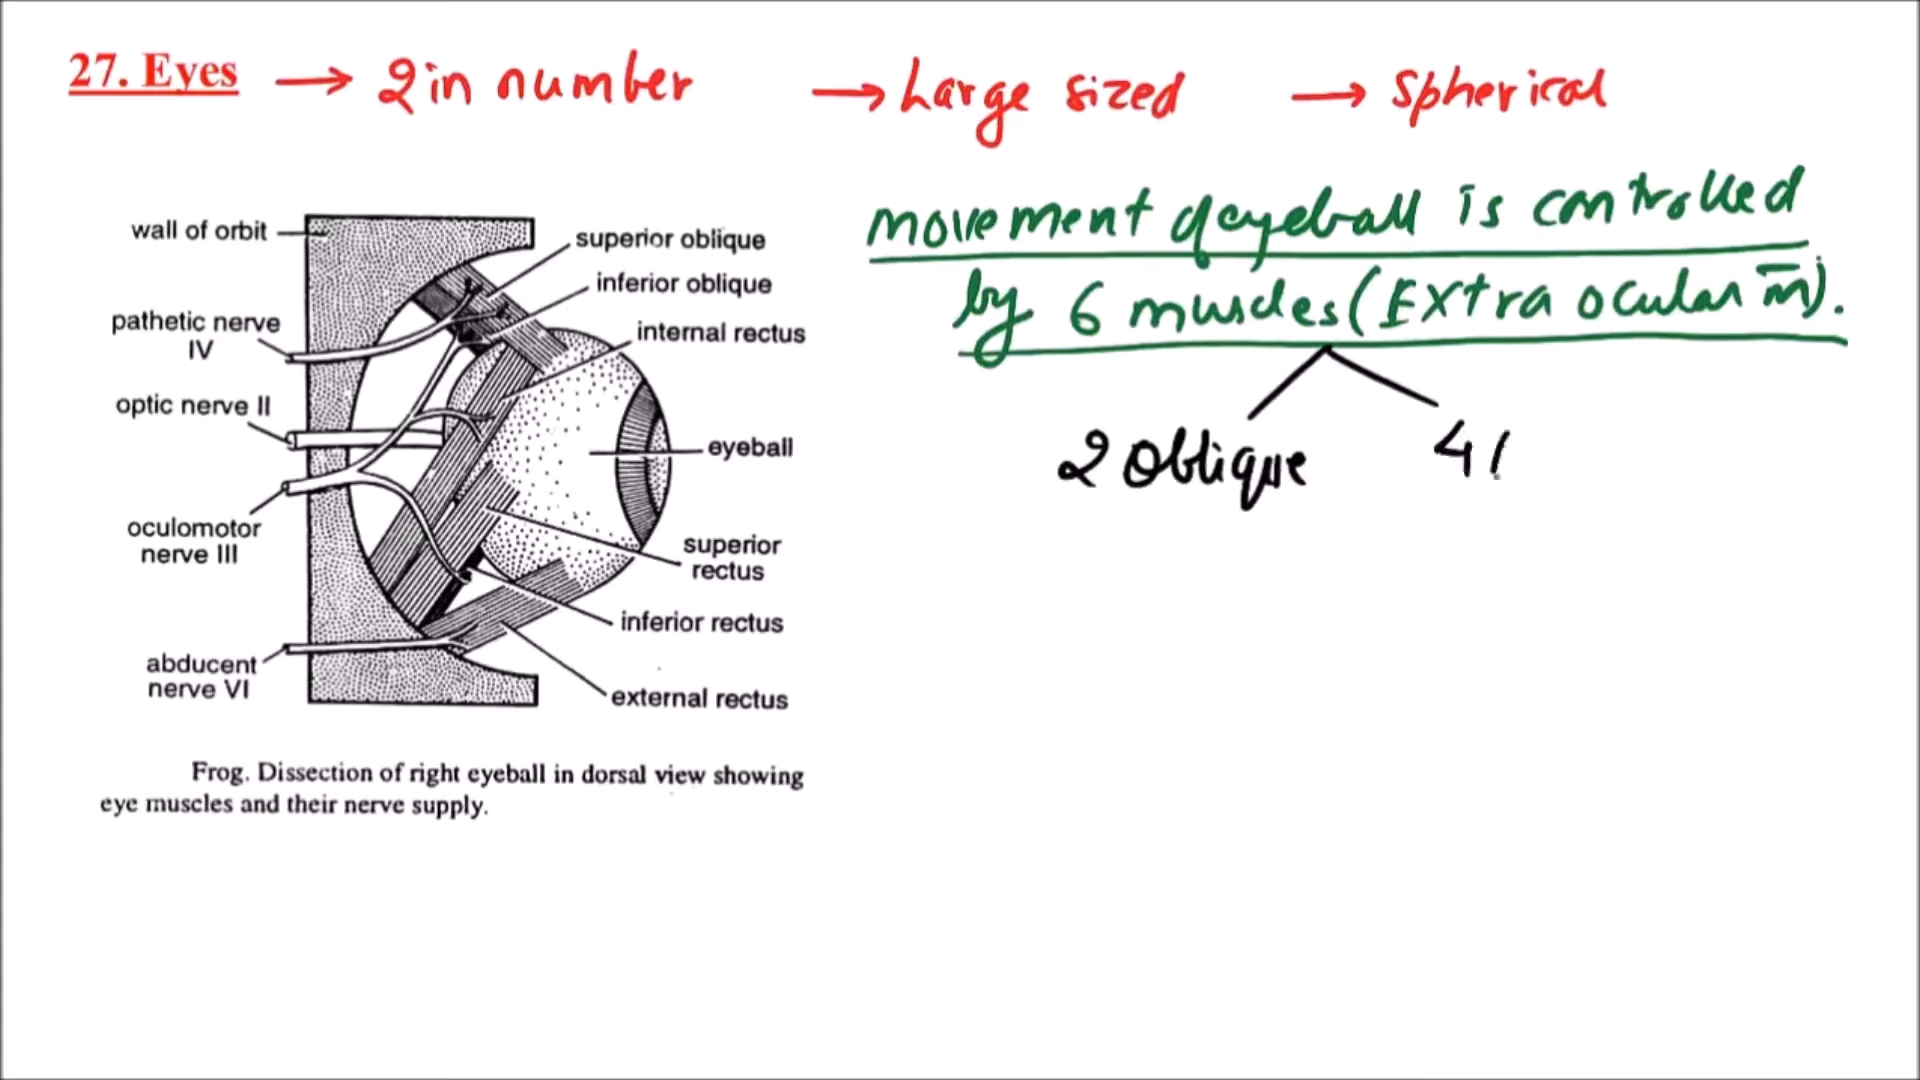 27. Eyes → 2 in number → Large sized → Spherical
movement of eyeball is controlled
by 6 muscles (Extra ocular m̅).
2 Oblique 4
wall of orbit
superior oblique
inferior oblique
pathetic nerve
IV
internal rectus
optic nerve II
eyeball
oculomotor
nerve III
superior
rectus
inferior rectus
abducent
nerve VI
external rectus
Frog. Dissection of right eyeball in dorsal view showing
eye muscles and their nerve supply.